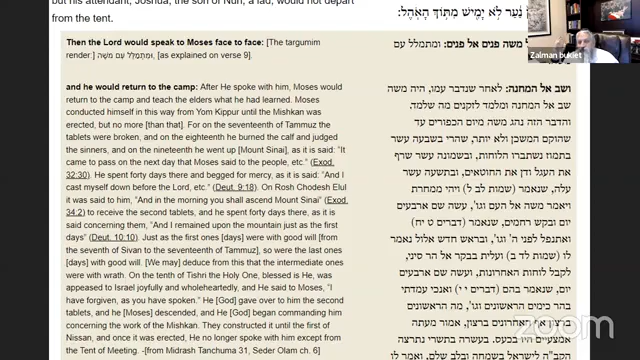 but his attendant, Joshua, the son of Nun, a lad, would not depart
from the tent.
נַעַר לֹא יָמִישׁ מִתּוֹךְ הָאֹהֶל:
Then the Lord would speak to Moses face to face: [The targumim
render:] וּמִתְמַלֵּל עִם משֶׁה, [as explained on verse 9].
and he would return to the camp: After He spoke with him, Moses would
return to the camp and teach the elders what he had learned. Moses
conducted himself in this way from Yom Kippur until the Mishkan was
erected, but no more [than that]. For on the seventeenth of Tammuz the
tablets were broken, and on the eighteenth he burned the calf and judged
the sinners, and on the nineteenth he went up [Mount Sinai], as it is said: "It
came to pass on the next day that Moses said to the people, etc." (Exod.
32:30). He spent forty days there and begged for mercy, as it is said: "And I
cast myself down before the Lord, etc." (Deut. 9:18). On Rosh Chodesh Elul
it was said to him, "And in the morning you shall ascend Mount Sinai" (Exod.
34:2) to receive the second tablets, and he spent forty days there, as it is
said concerning them, "And I remained upon the mountain just as the first
days" (Deut. 10:10). Just as the first ones [days] were with good will [from
the seventh of Sivan to the seventeenth of Tammuz], so were the last ones
[days] with good will. [We may] deduce from this that the intermediate ones
were with wrath. On the tenth of Tishri the Holy One, blessed is He, was
appeased to Israel joyfully and wholeheartedly, and He said to Moses, "I
have forgiven, as you have spoken." He [God] gave over to him the second
tablets, and he [Moses] descended, and He [God] began commanding him
concerning the work of the Mishkan. They constructed it until the first of
Nissan, and once it was erected, He no longer spoke with him except from
the Tent of Meeting. -[from Midrash Tanchuma 31, Seder Olam ch. 6]
משה פנים אל פנים: ומתמלל עם
ושב אל המחנה: לאחר שנדבר עמו, היה משה
שב אל המחנה ומלמד לזקנים מה שלמד.
והדבר הזה נהג משה מיום הכפורים עד
שהוקם המשכן ולא יותר, שהרי בשבעה עשר
בתמוז נשתברו הלוחות, ובשמונה עשר שרף
את העגל ודן את החוטאים, ובתשעה עשר
עלה, שנאמר (שמות לב ל) ויהי ממחרת
ויאמר משה אל העם וגו', עשה שם ארבעים
יום ובקש רחמים, שנאמר (דברים ט יח)
ואתנפל לפני ה' וגו', ובראש חדש אלול נאמר
לו (שמות לד ב) ועלית בבקר אל הר סיני,
לקבל לוחות האחרונות, ועשה שם ארבעים
יום, שנאמר בהם (דברים י י) ואנכי עמדתי
בהר כימים הראשונים וגו', מה הראשונים
ברצון אף האחרונים ברצון, אמור מעתה
אמצעיים היו בכעס. בעשרה בתשרי נתרצה
הקב"ה לישראל בשמחה ובלב שלם, ואמר לו
Zalman bukiet
zoom